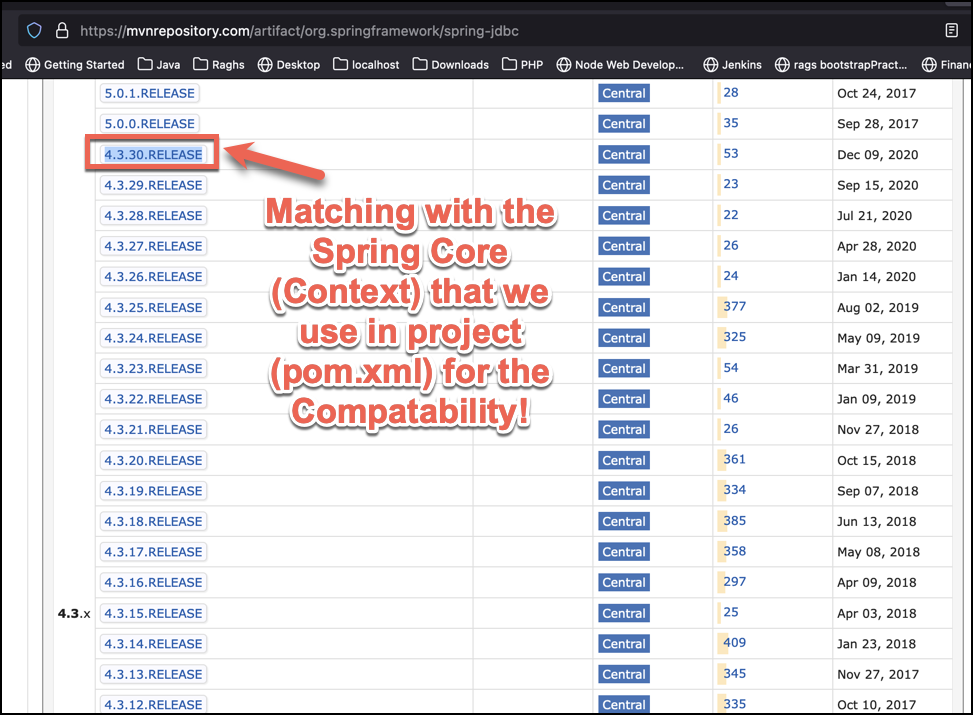 https://mvnrepository.com/artifact/org.springframework/spring-jdbc
ed Getting Started Java Raghs Desktop localhost Downloads PHP Node Web Develop... Jenkins rags bootstrapPract... Finan
5.0.1.RELEASE Central 28 Oct 24, 2017
5.0.0.RELEASE Central 35 Sep 28, 2017
4.3.30.RELEASE Central 53 Dec 09, 2020
4.3.29.RELEASE Central 23 Sep 15, 2020
4.3.28.RELEASE Central 22 Jul 21, 2020
4.3.27.RELEASE Central 26 Apr 28, 2020
4.3.26.RELEASE Central 24 Jan 14, 2020
4.3.25.RELEASE Central 377 Aug 02, 2019
4.3.24.RELEASE Central 325 May 09, 2019
4.3.23.RELEASE Central 54 Mar 31, 2019
4.3.22.RELEASE Central 46 Jan 09, 2019
4.3.21.RELEASE Central 26 Nov 27, 2018
4.3.20.RELEASE Central 361 Oct 15, 2018
4.3.19.RELEASE Central 334 Sep 07, 2018
4.3.18.RELEASE Central 385 Jun 13, 2018
4.3.17.RELEASE Central 358 May 08, 2018
4.3.16.RELEASE Central 297 Apr 09, 2018
4.3.x 4.3.15.RELEASE Central 25 Apr 03, 2018
4.3.14.RELEASE Central 409 Jan 23, 2018
4.3.13.RELEASE Central 345 Nov 27, 2017
4.3.12.RELEASE Central 335 Oct 10, 2017
Matching with the
Spring Core
(Context) that we
use in project
(pom.xml) for the
Compatability!